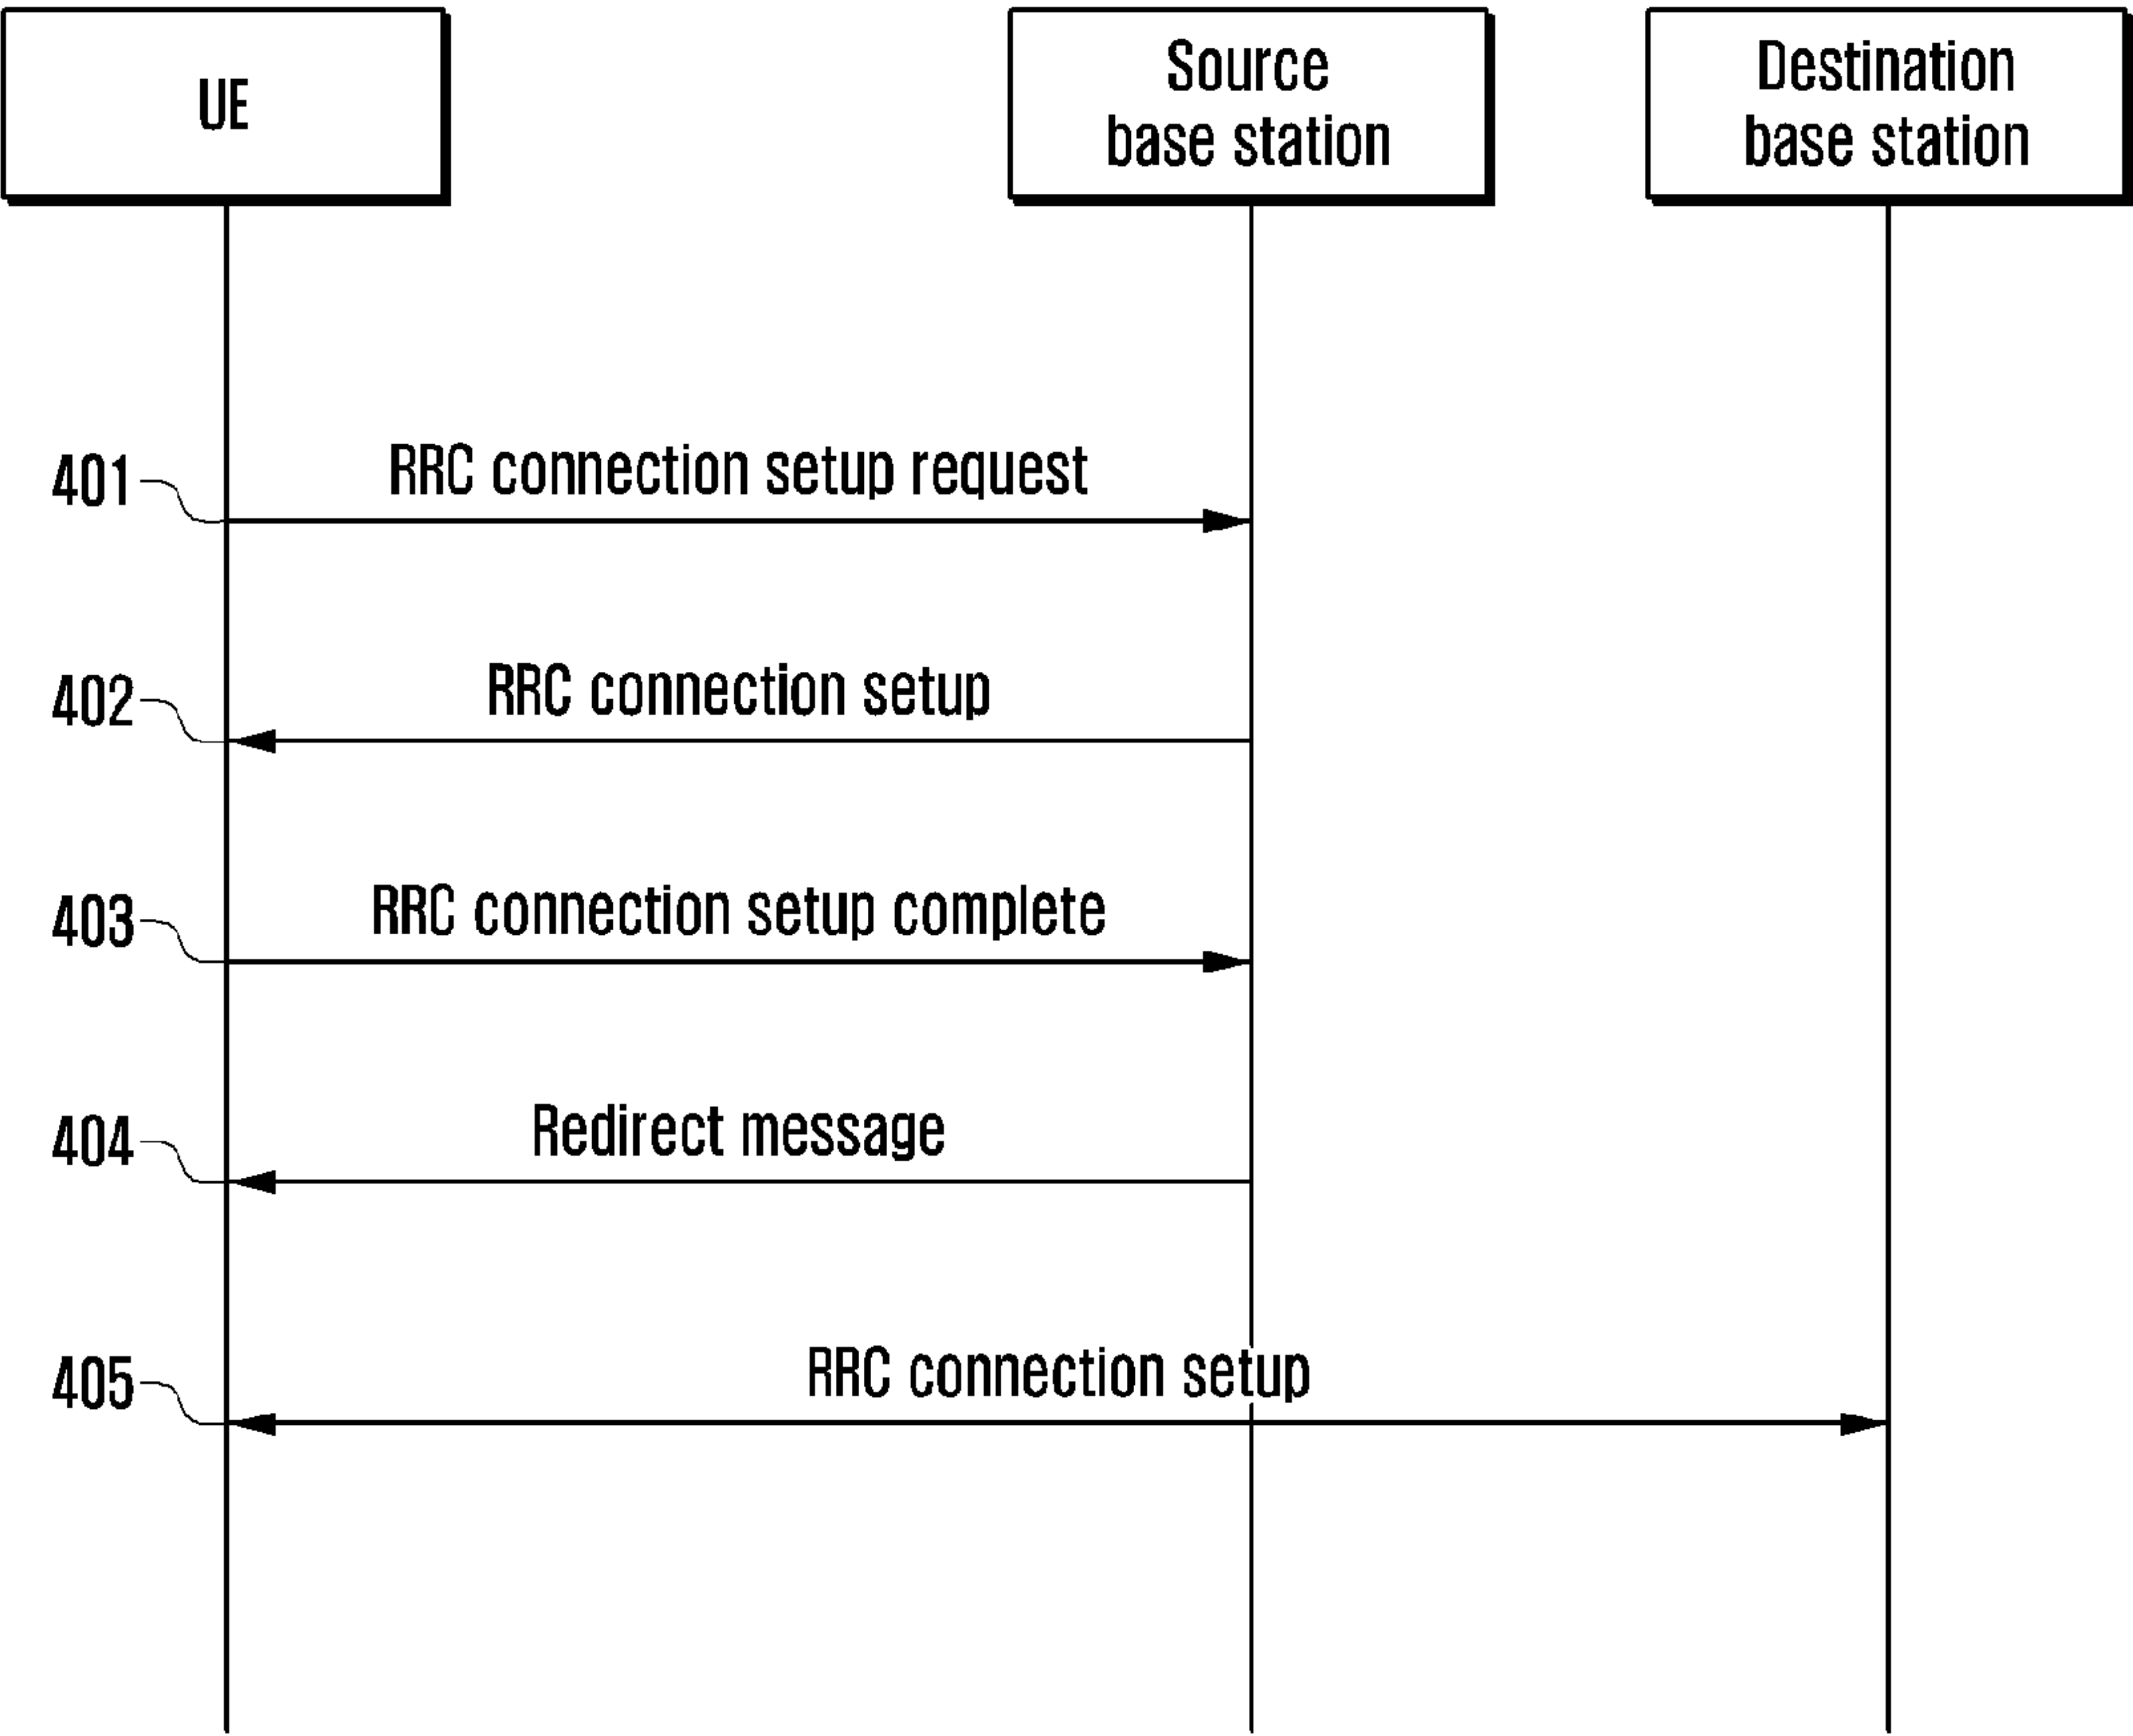 UE
Source
base station
Destination
base station
401
RRC connection setup request
402
RRC connection setup
403
RRC connection setup complete
404
Redirect message
405
RRC connection setup